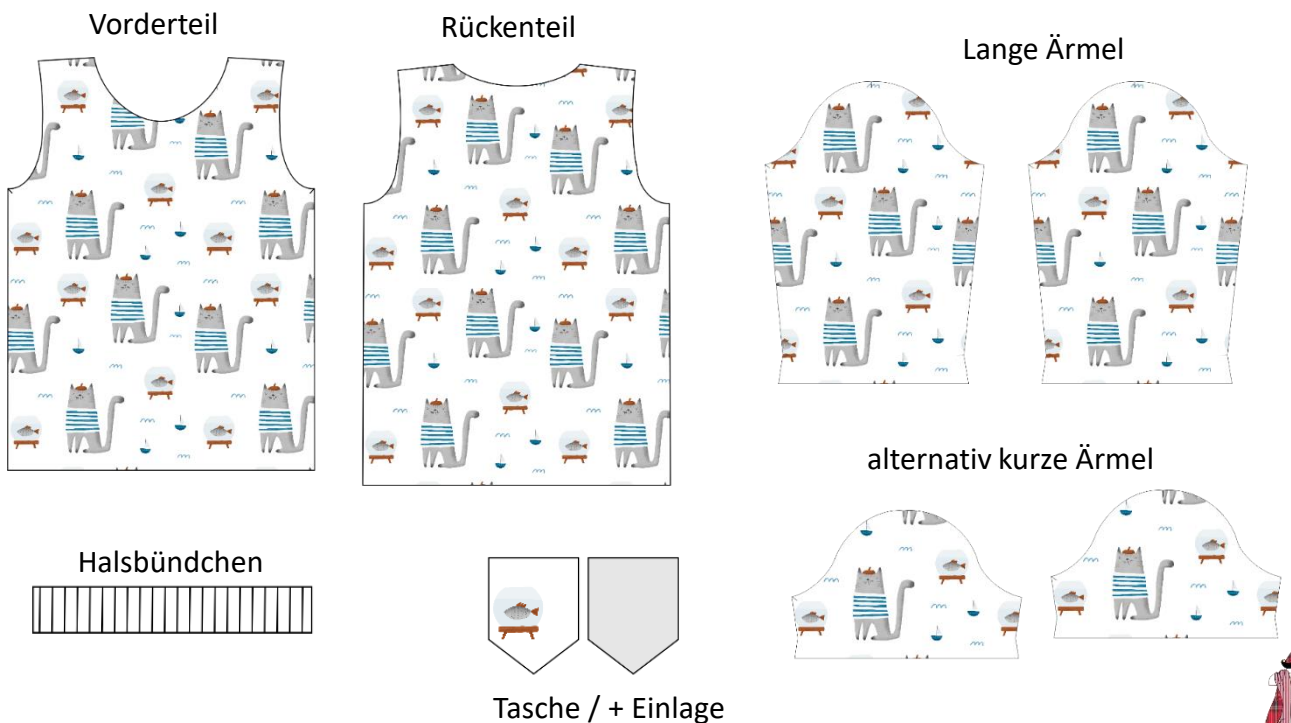 Vorderteil
Rückenteil
Lange Ärmel
alternativ kurze Ärmel
Halsbündchen
Tasche / + Einlage